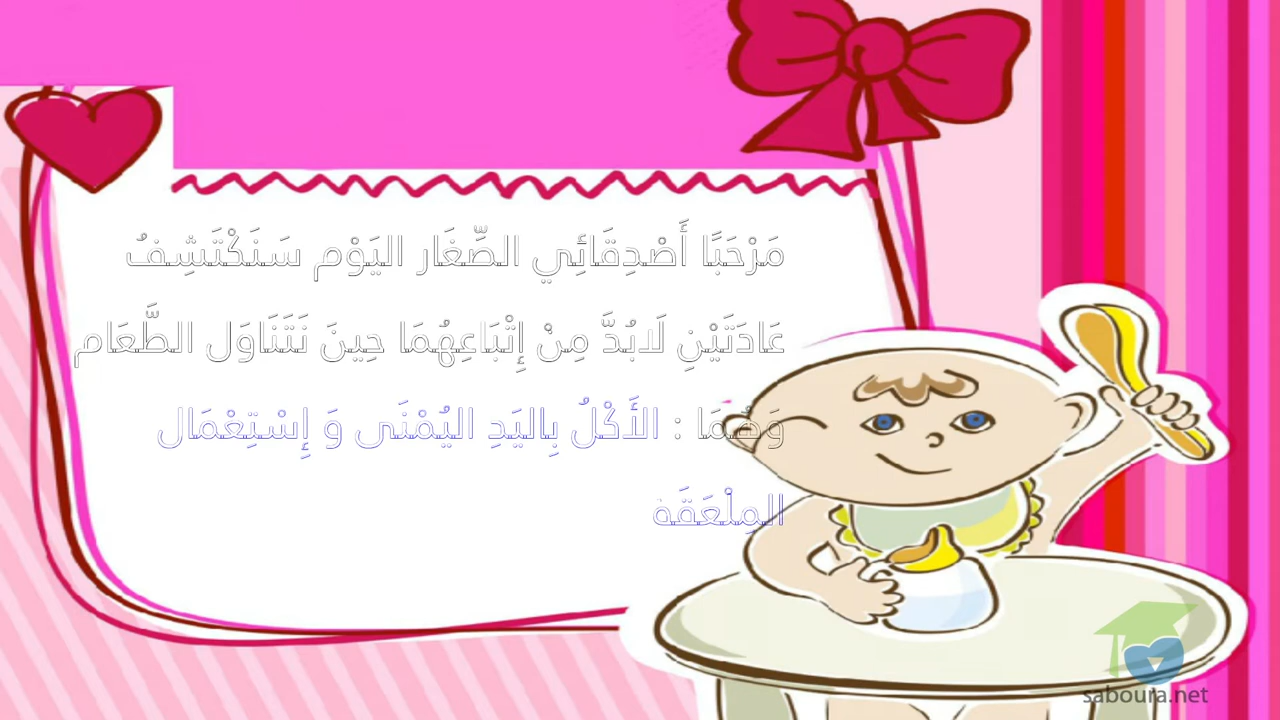 مَرْحَبًا أَصْدِقَائِي الصِّغَار اليَوْم سَنَكْتَشِفُ
عَادَتَيْنِ لَابُدَّ مِنْ إِتْبَاعِهُمَا حِينَ نَتَنَاوَل الطَّعَام
وَهُمَا : الأَكْلُ بِاليَدِ اليُمْنَى وَ إِسْتِعْمَال
المِلْعَقَة
saboura.net